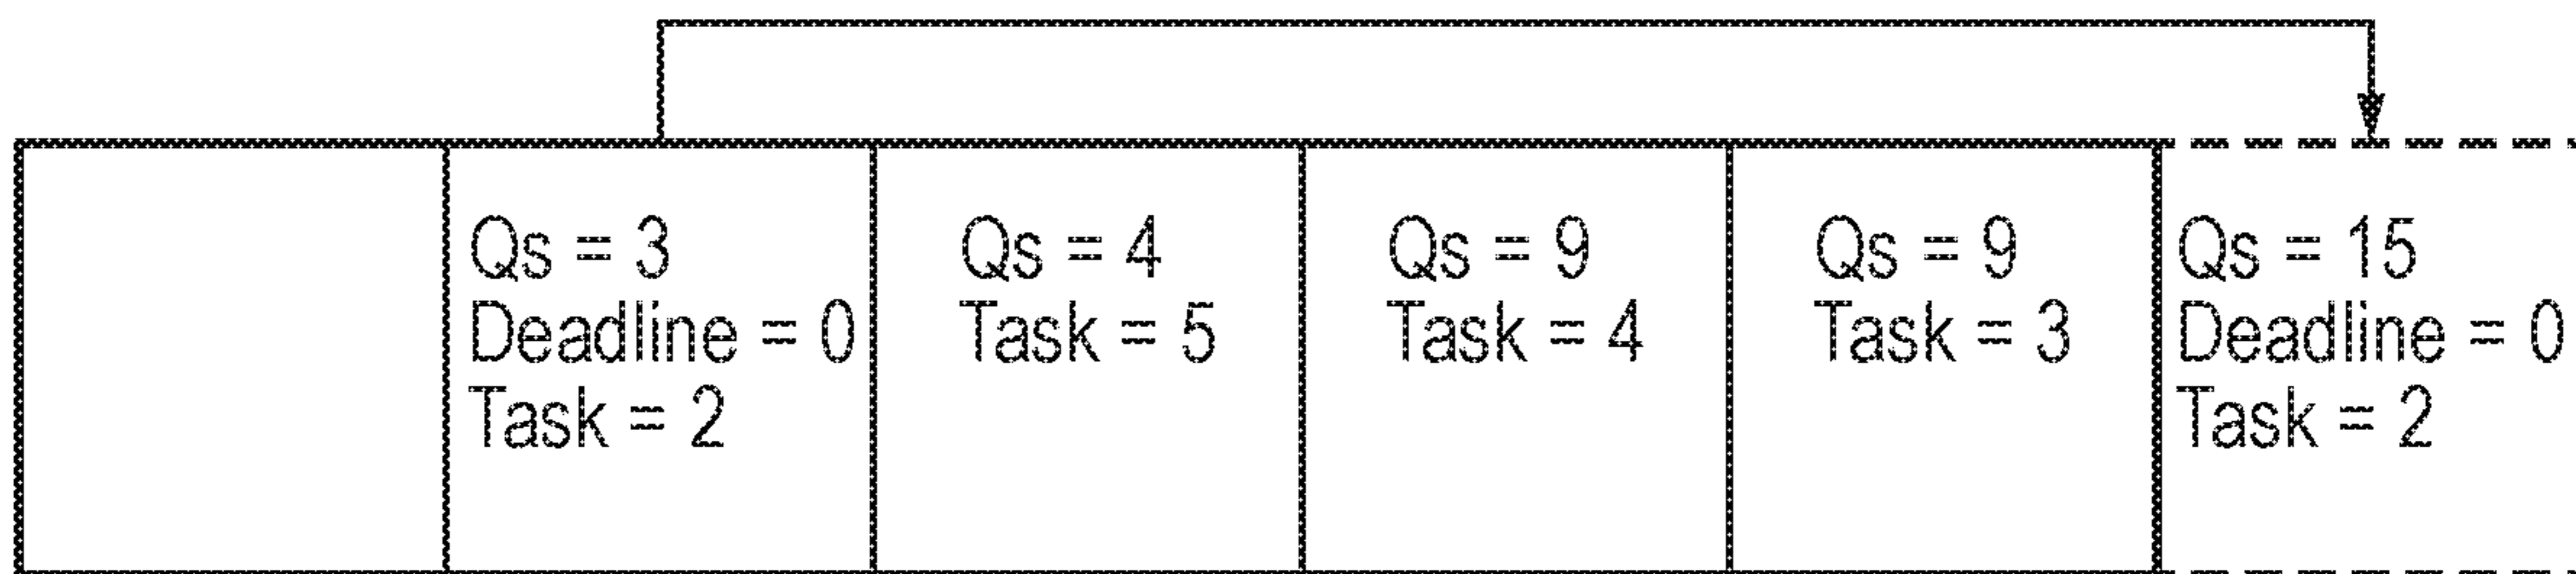 Qs = 3
Deadline = 0
Task = 2
Qs = 4
Task = 5
Qs = 9
Task = 4
Qs = 9
Task = 3
Qs = 15
Deadline = 0
Task = 2